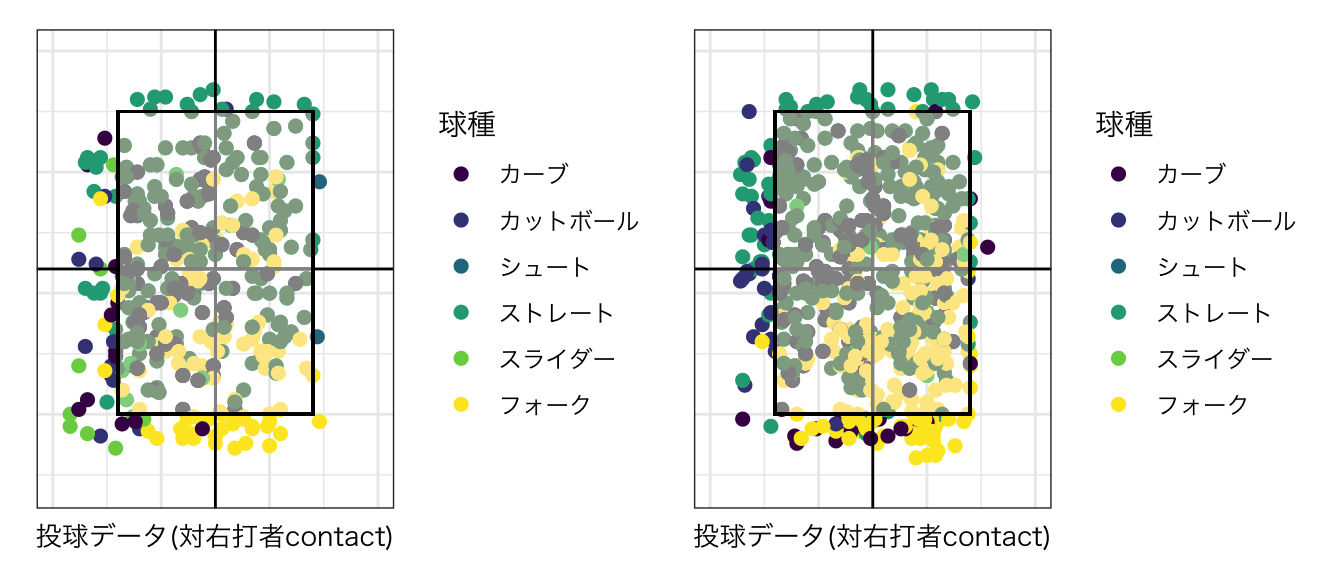 球種
カーブ
カットボール
シュート
ストレート
スライダー
フォーク
投球データ(対右打者contact)
球種
カーブ
カットボール
シュート
ストレート
スライダー
フォーク
投球データ(対右打者contact)